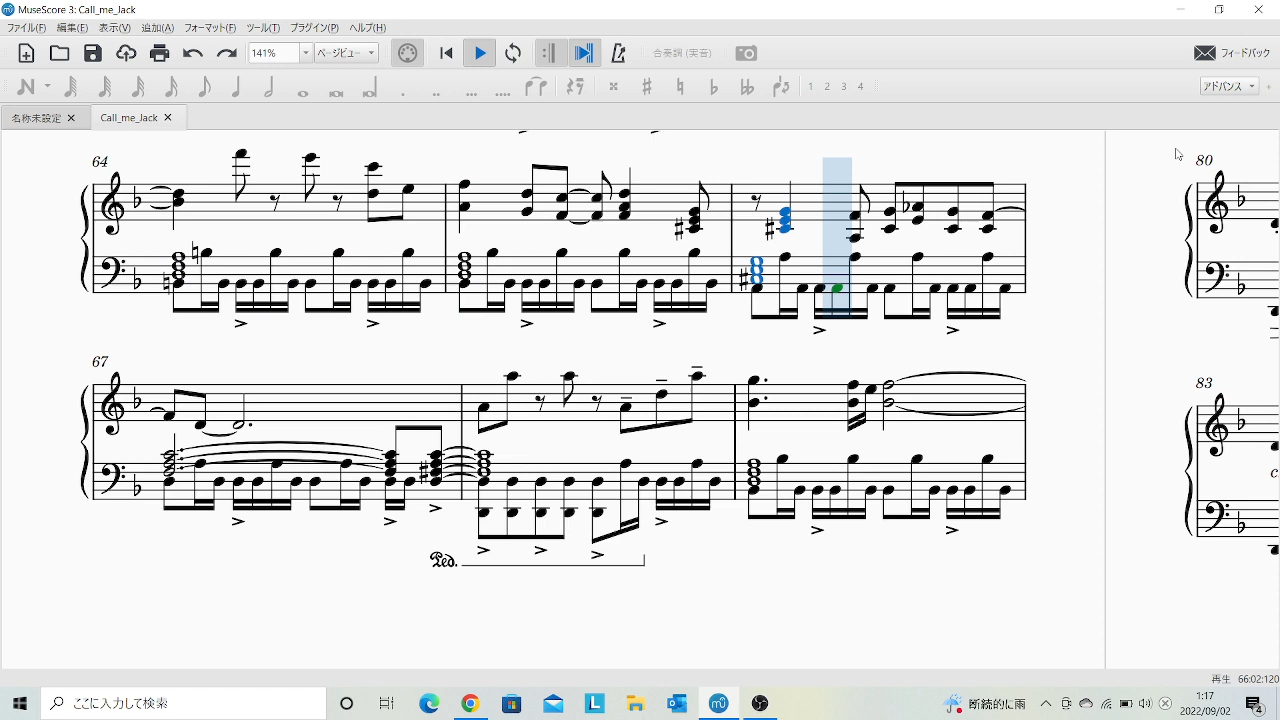 MuseScore 3: Call_me_Jack
ファイル(F) 編集(E) 表示(V) 追加(A) フォーマット(F) ツール(T) プラグイン(P) ヘルプ(H)
141% ページビュー 合奏調 (実音) フィードバック
1 2 3 4 アドバンス
名称未設定 Call_me_Jack
64 80
67 83
Ped.
再生 66:02:120
ここに入力して検索 断続的に雨 1:17
2022/09/02 4